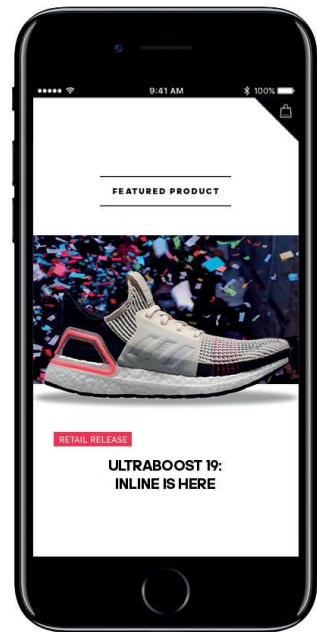 9:41 AM
100%
FEATURED PRODUCT
RETAIL RELEASE
ULTRABOOST 19:
INLINE IS HERE